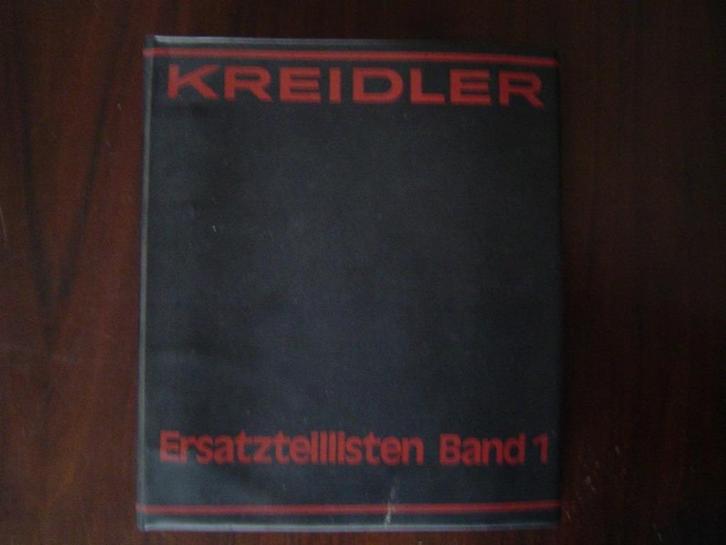 KREIDLER
Ersatzteillisten Band 1